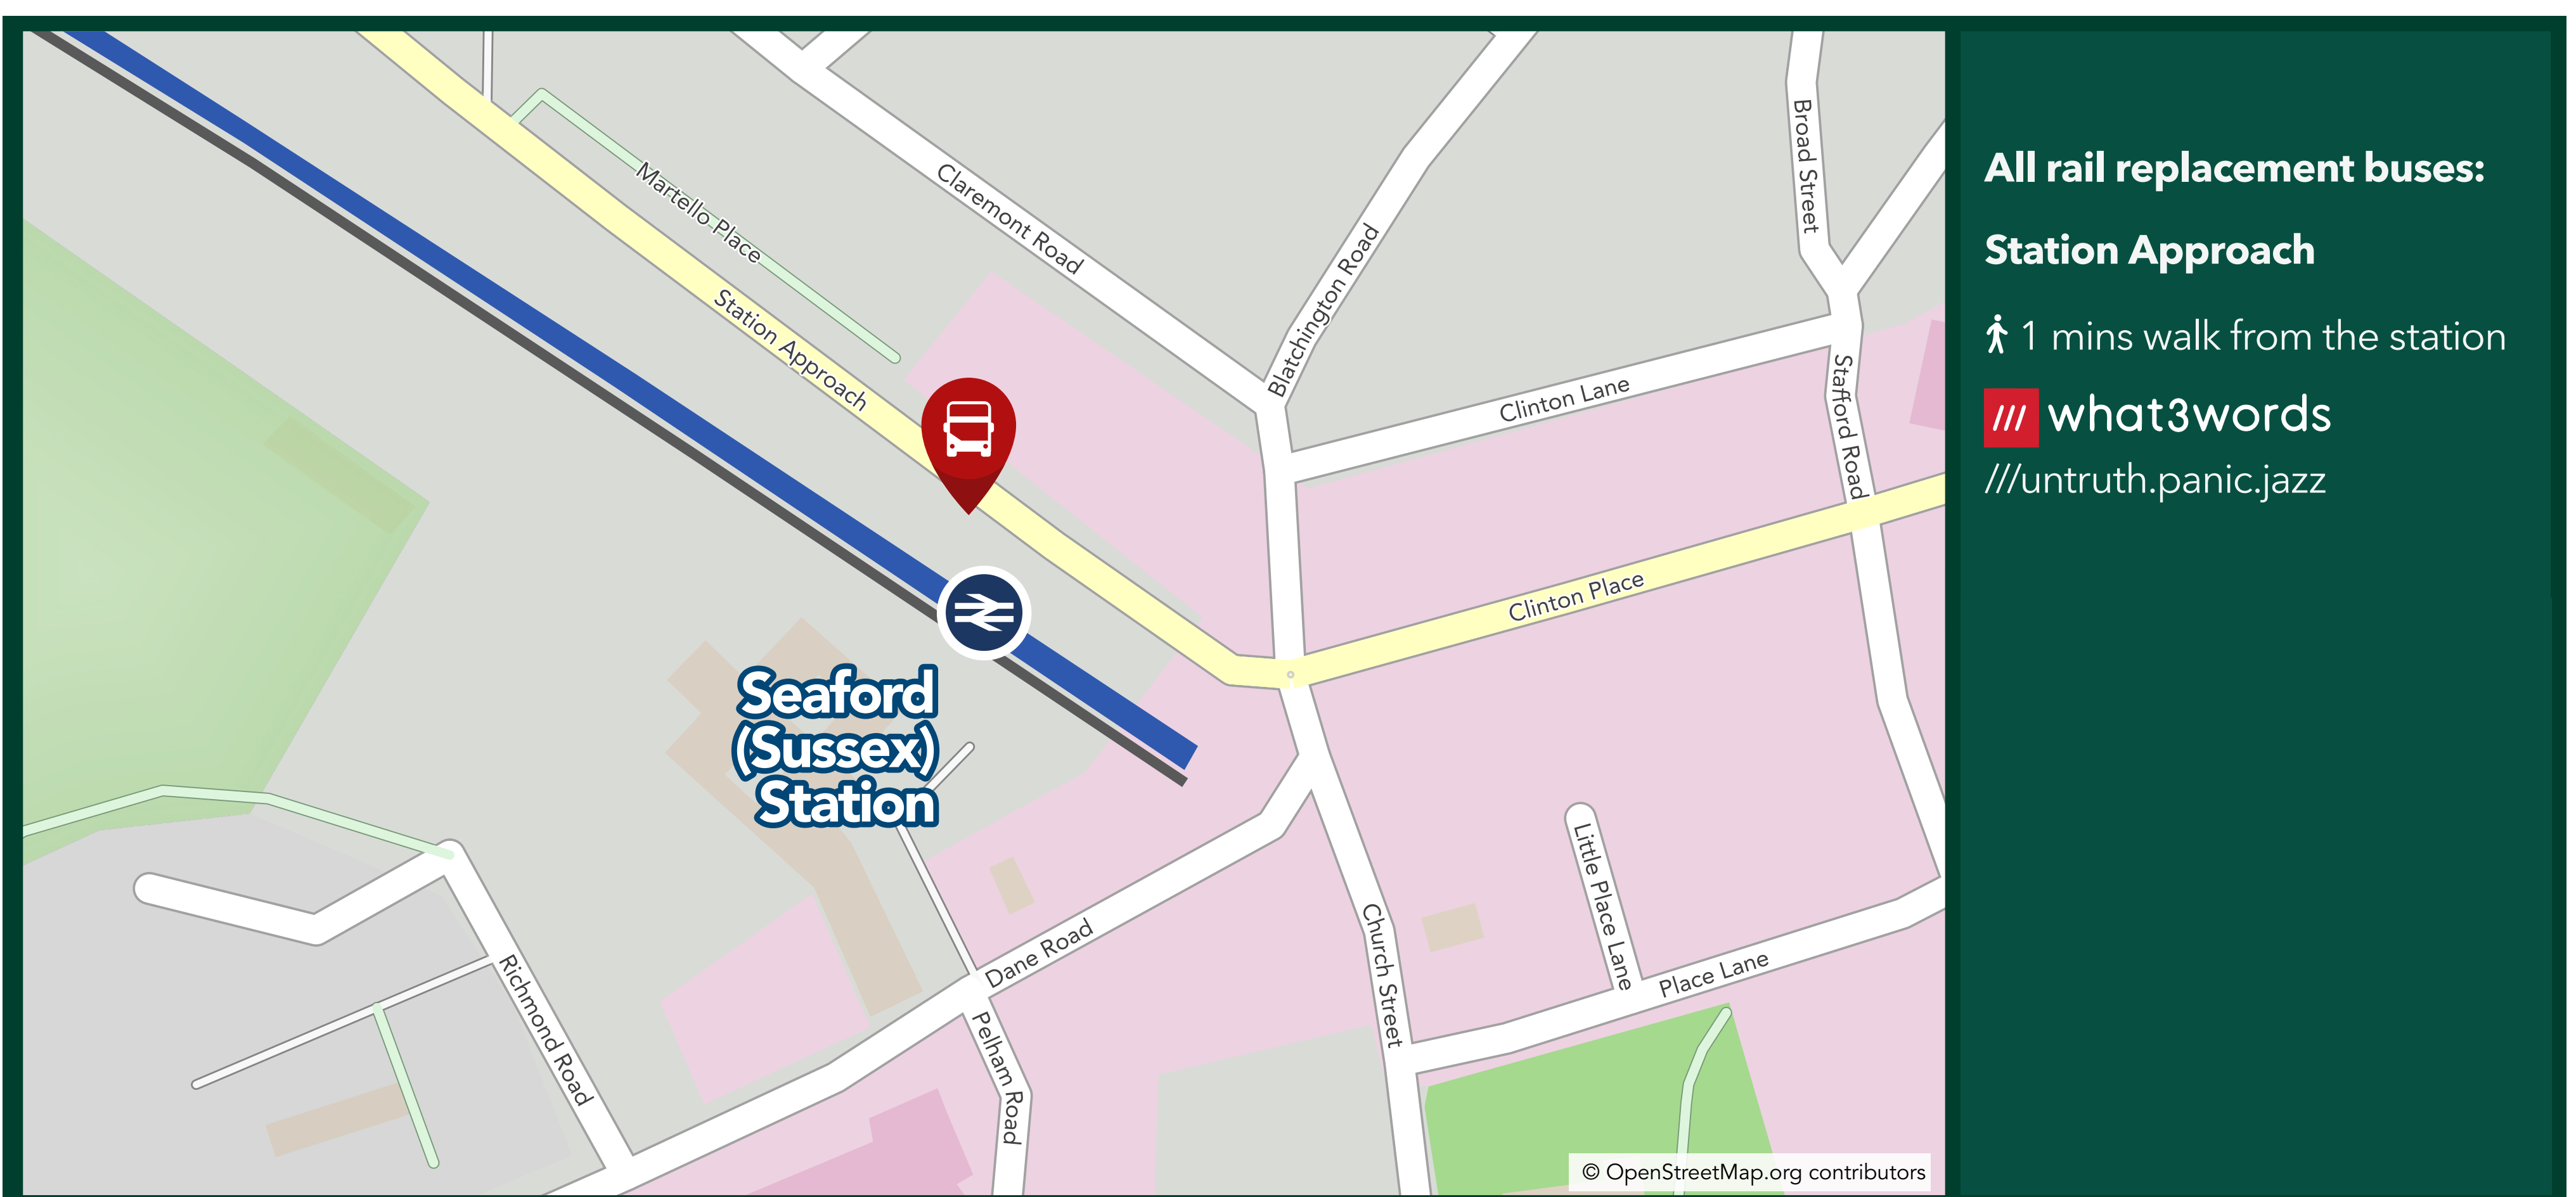 Broad Street
Martello Place
Claremont Road
Blatchington Road
Station Approach
Clinton Lane
Stafford Road
Clinton Place
Seaford
(Sussex)
Station
Little Place Lane
Church Street
Dane Road
Place Lane
Richmond Road
Pelham Road
© OpenStreetMap.org contributors
All rail replacement buses:
Station Approach
1 mins walk from the station
/// what3words
///untruth.panic.jazz